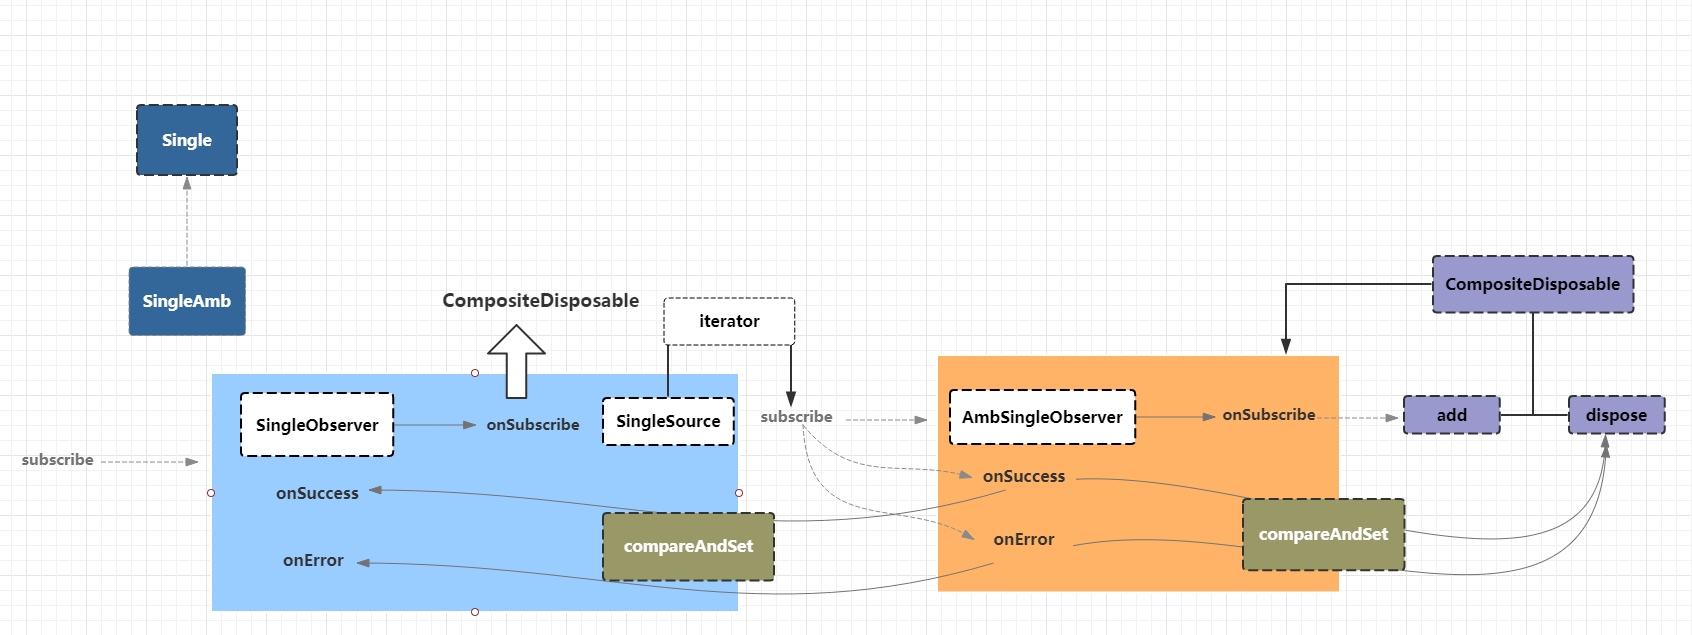 Single
SingleAmb
CompositeDisposable
iterator
CompositeDisposable
SingleObserver
onSubscribe
SingleSource
subscribe
AmbSingleObserver
onSubscribe
add
dispose
subscribe
onSuccess
onSuccess
compareAndSet
compareAndSet
onError
onError